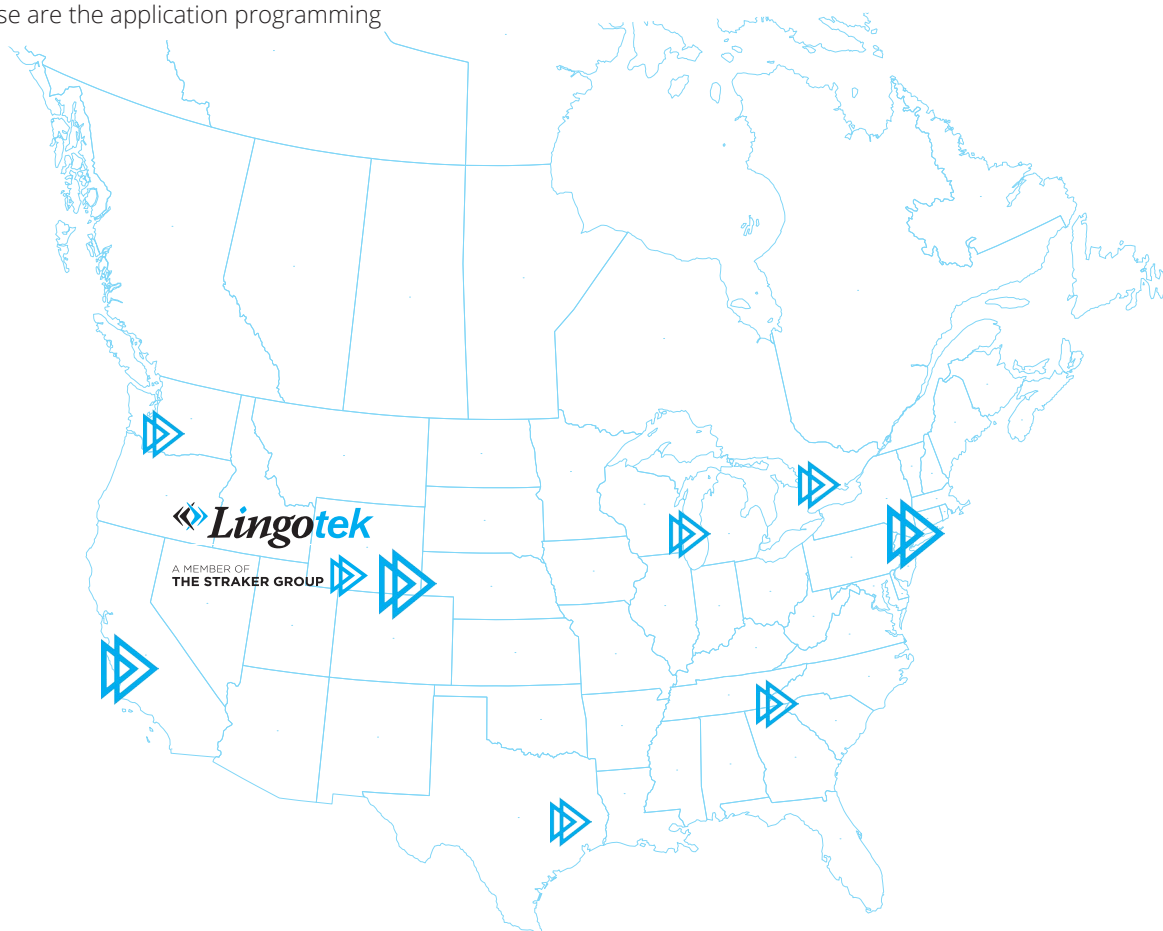 se are the application programming
Lingotek
A MEMBER OF
THE STRAKER GROUP